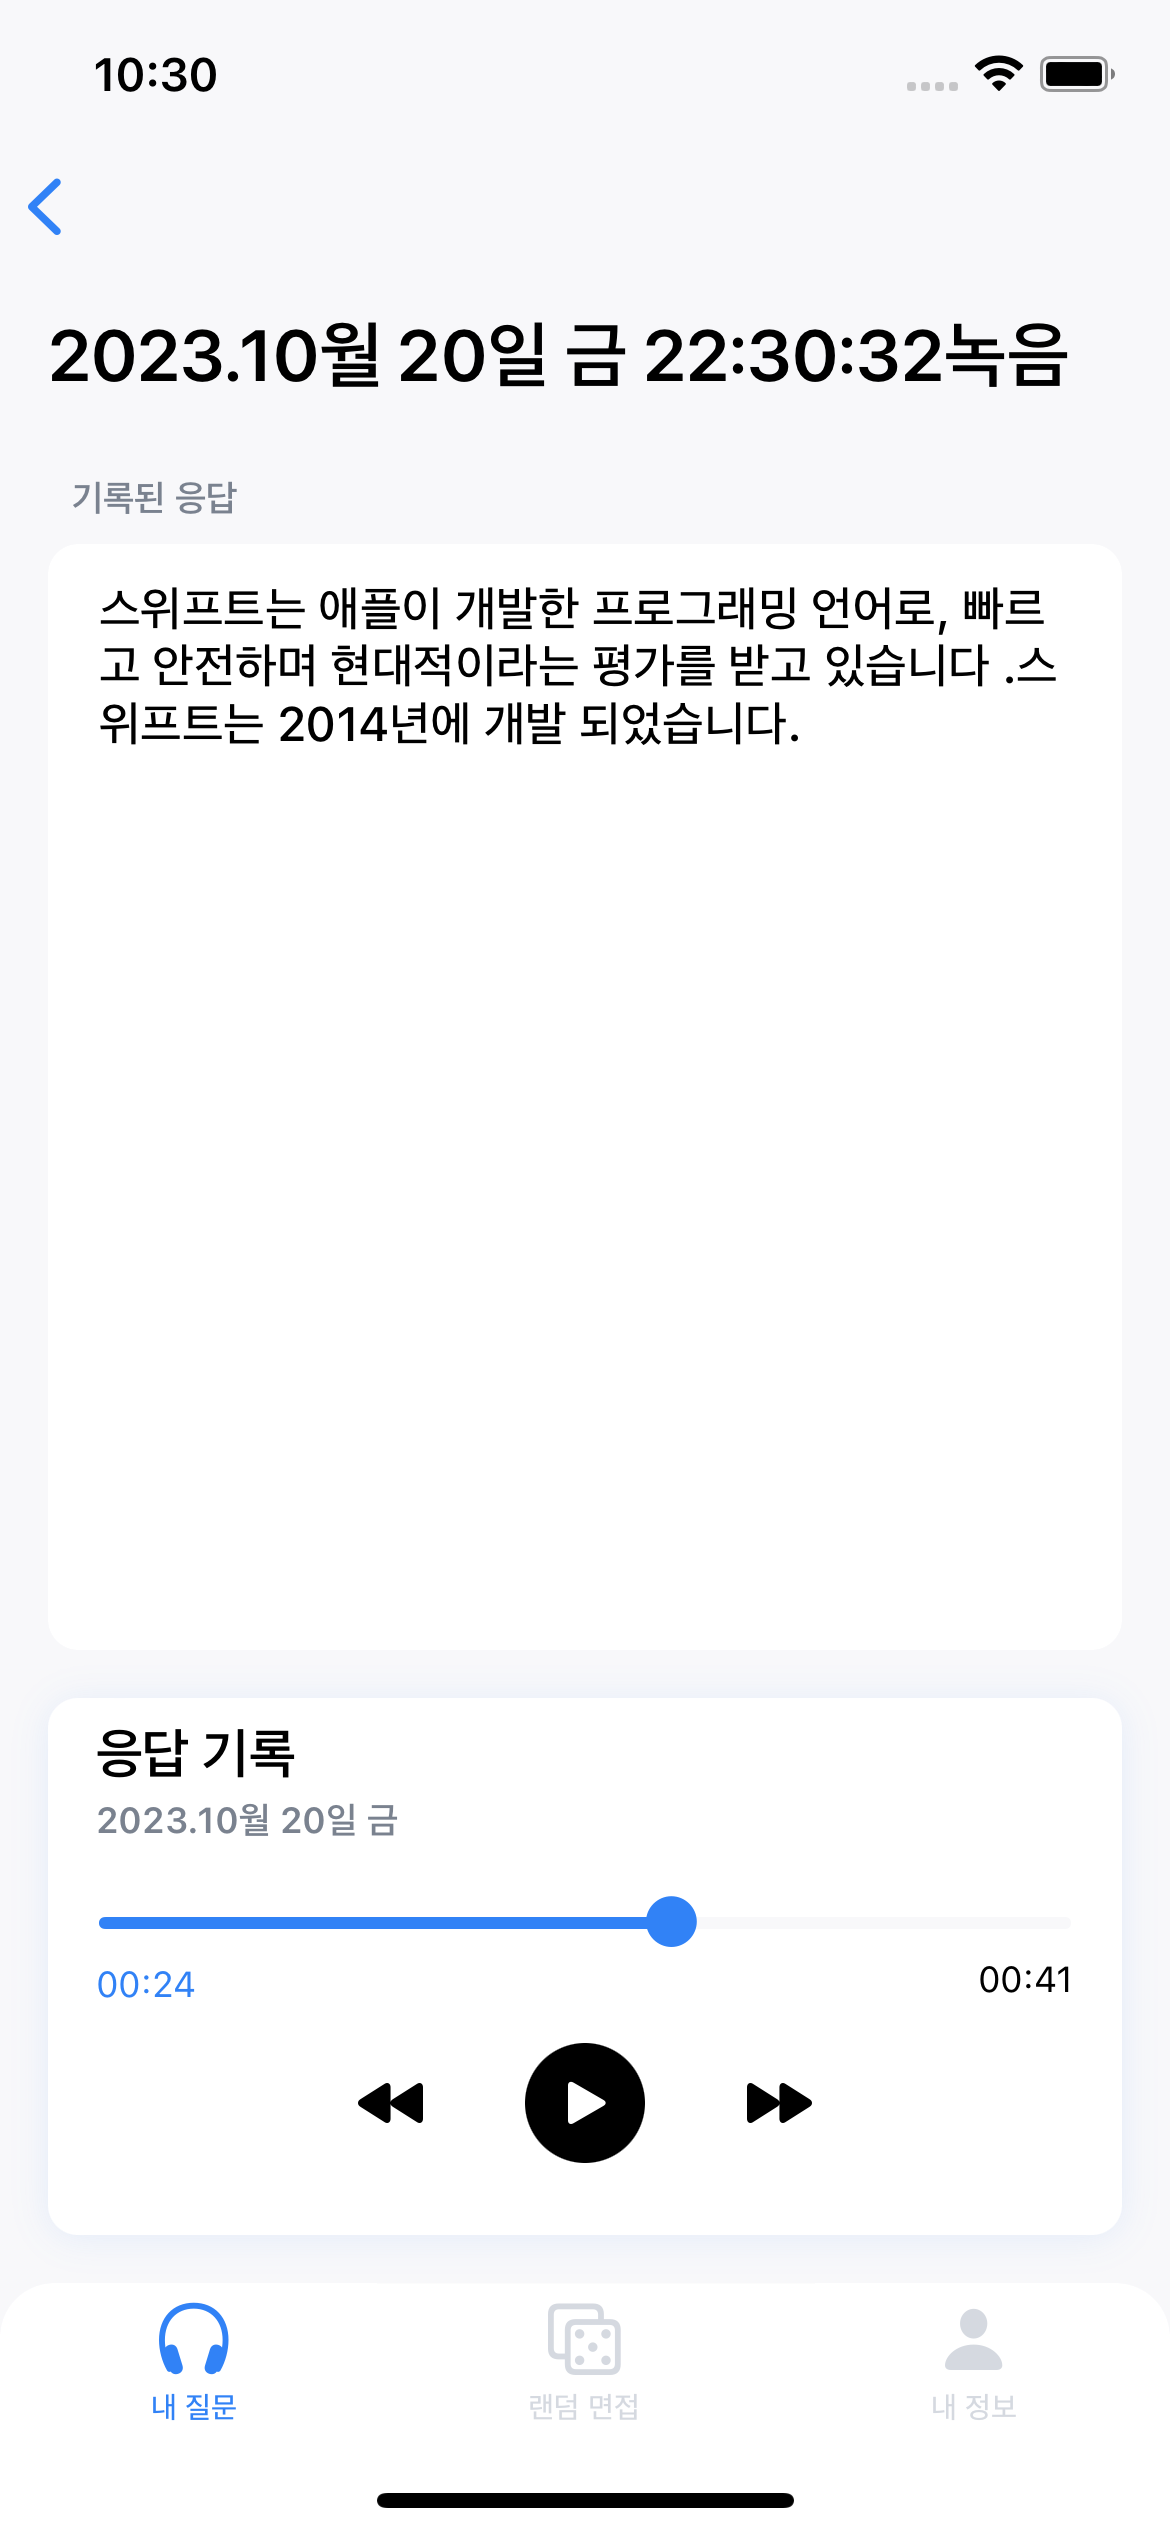 10:30
2023.10월 20일 금 22:30:32녹음
기록된 응답
스위프트는 애플이 개발한 프로그래밍 언어로, 빠르
고 안전하며 현대적이라는 평가를 받고 있습니다 .스
위프트는 2014년에 개발 되었습니다.
응답 기록
2023.10월 20일 금
00:24
00:41
내 질문
랜덤 면접
내 정보